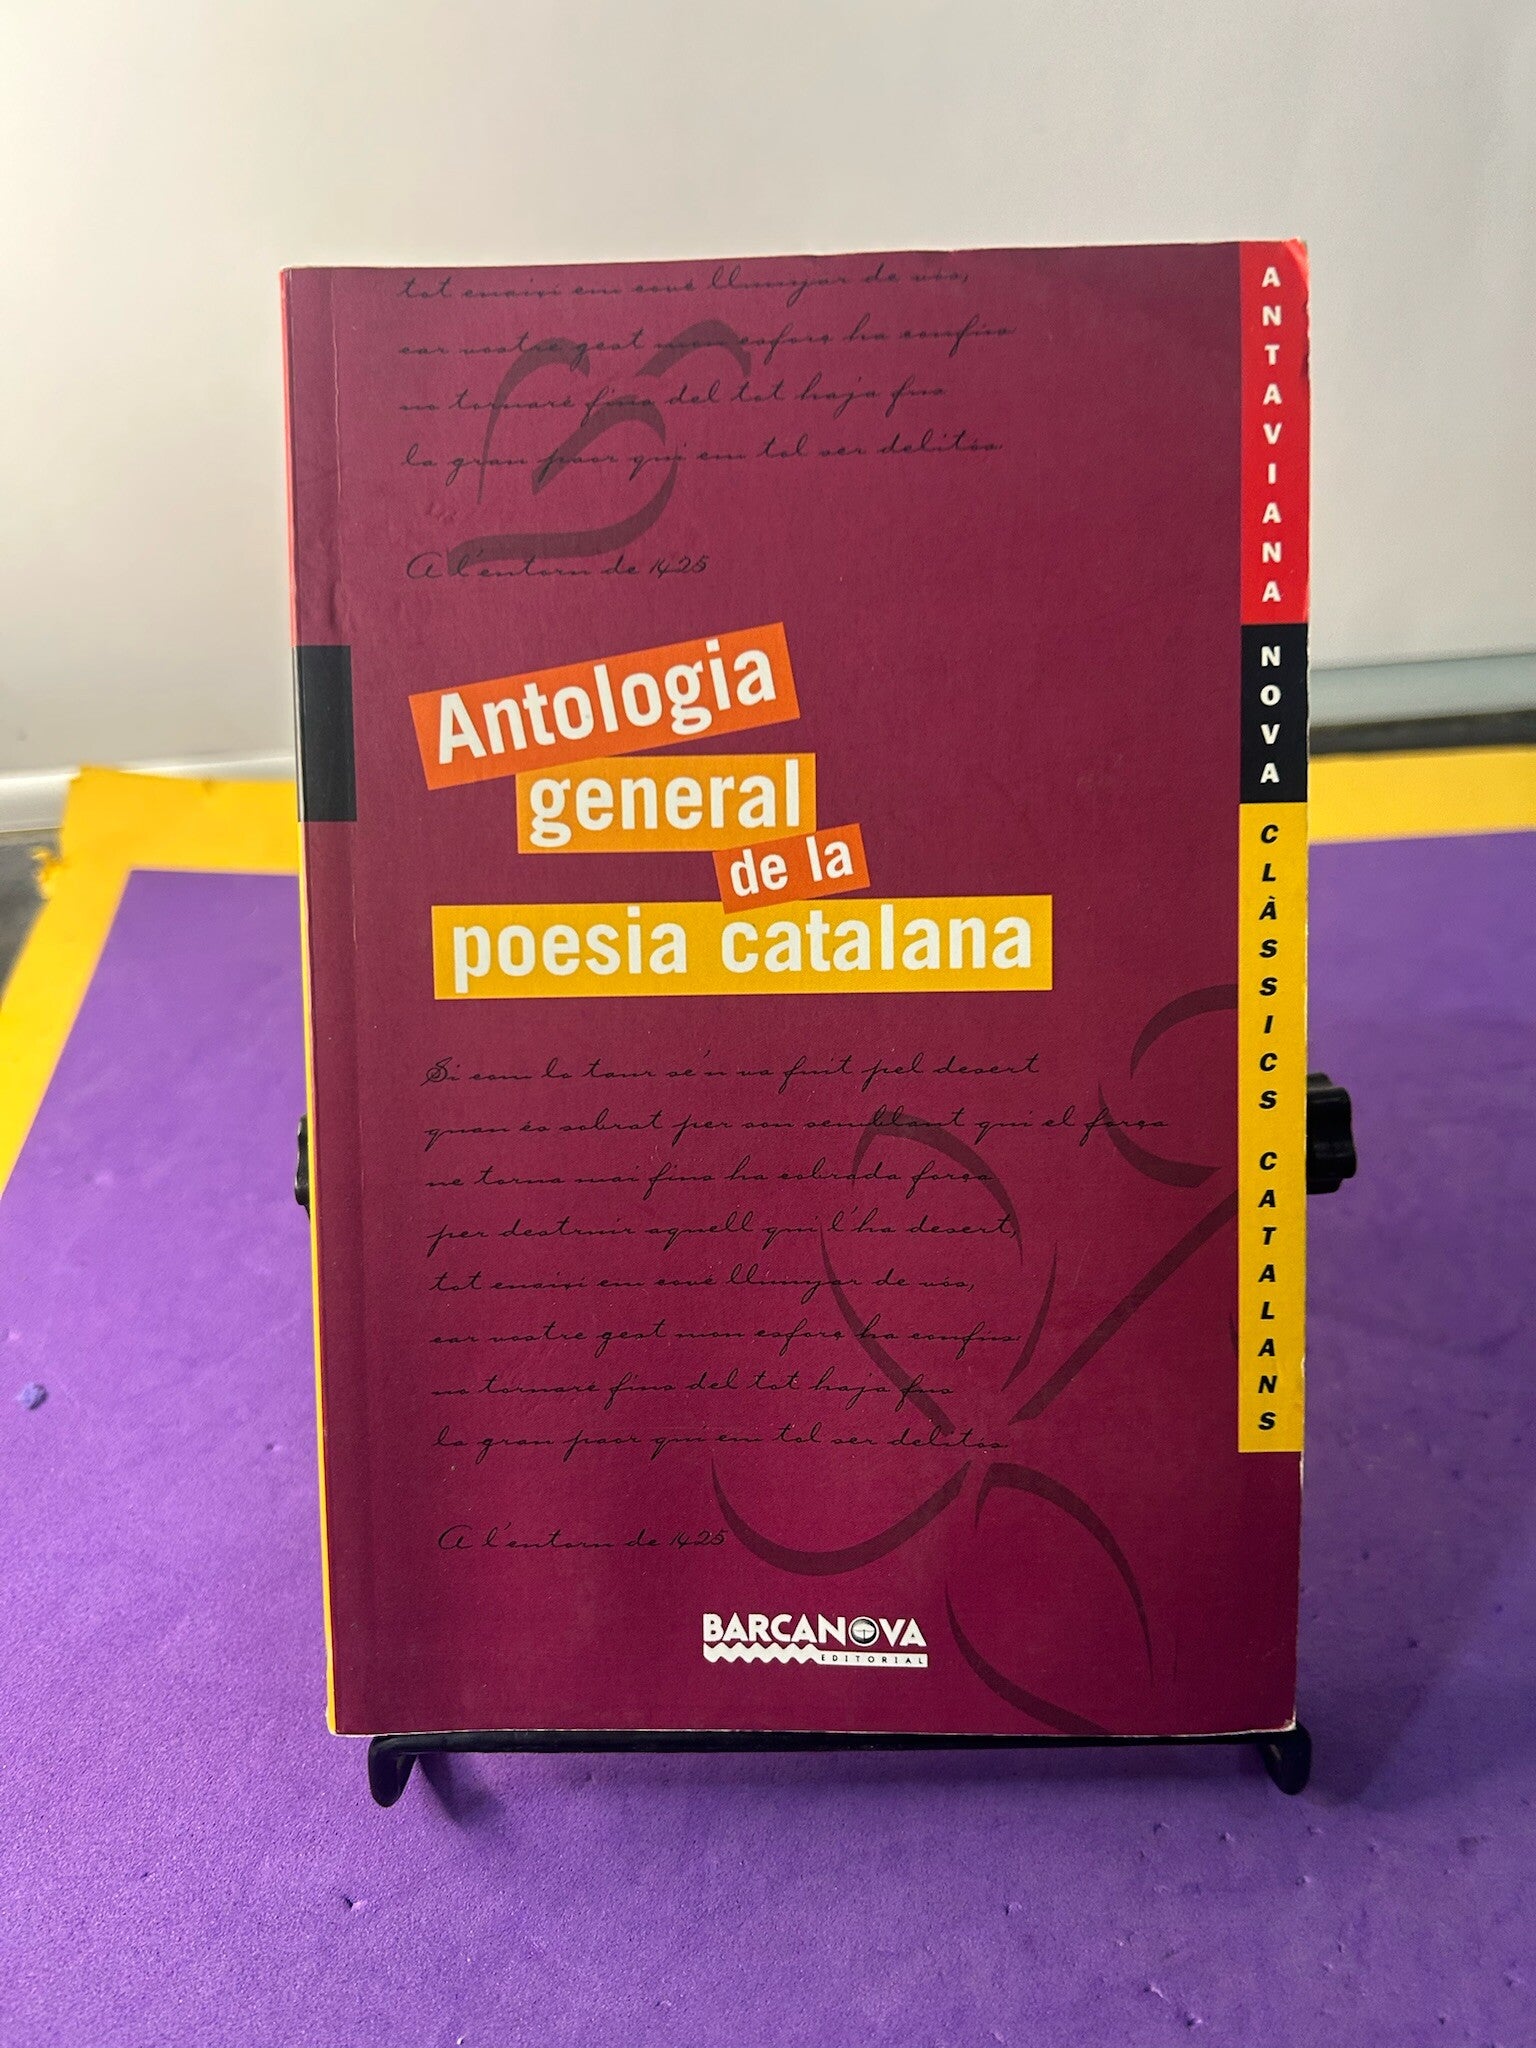 tot enaixí em cové llunyar de vós,
car vostre gest mon esforç ha confús:
no tornaré fins del tot haja fus
la gran paor qui em tol ser delitós.
A l'entorn de 1425
Antologia
general
de la
poesia catalana
Si com lo taur se'n va fuit pel desert
quan és sobrat per son semblant qui el força
ne torna mai fins ha cobrada força
per destruir aquell qui l'ha desert,
tot enaixí em cové llunyar de vós,
car vostre gest mon esforç ha confús:
no tornaré fins del tot haja fus
la gran paor qui em tol ser delitós.
A l'entorn de 1425
BARCANOVA
EDITORIAL
ANTAVIANA NOVA CLÀSSICS CATALANS